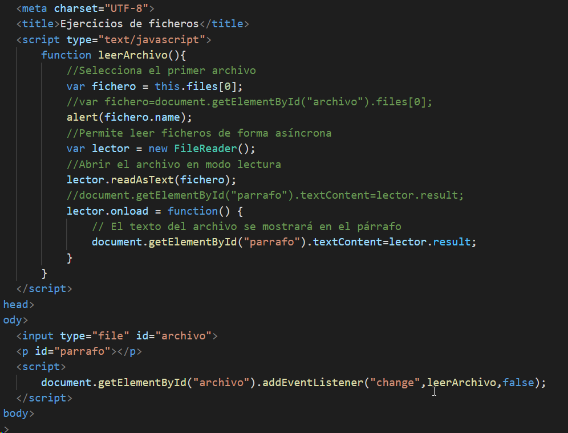 <meta charset="UTF-8">
<title>Ejercicios de ficheros</title>
<script type="text/javascript">
function leerArchivo(){
//Selecciona el primer archivo
var fichero = this.files[0];
//var fichero=document.getElementById("archivo").files[0];
alert(fichero.name);
//Permite leer ficheros de forma asíncrona
var lector = new FileReader();
//Abrir el archivo en modo lectura
lector.readAsText(fichero);
//document.getElementById("parrafo").textContent=lector.result;
lector.onload = function() {
// El texto del archivo se mostrará en el párrafo
document.getElementById("parrafo").textContent=lector.result;
}
}
</script>
head>
ody>
<input type="file" id="archivo">
<p id="parrafo"></p>
<script>
document.getElementById("archivo").addEventListener("change",leerArchivo,false);
</script>
body>
>